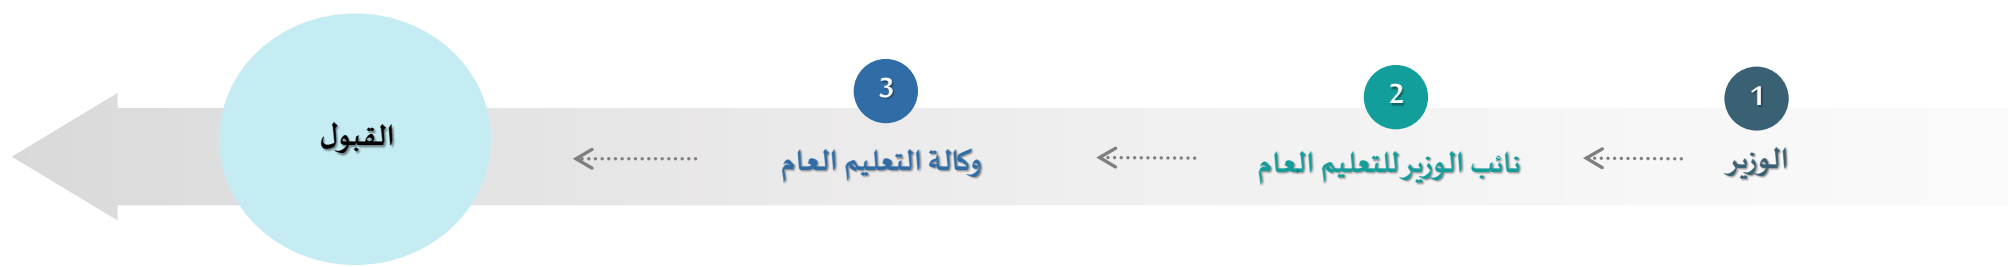 1
الوزير
2
نائب الوزير للتعليم العام
3
وكالة التعليم العام
القبول